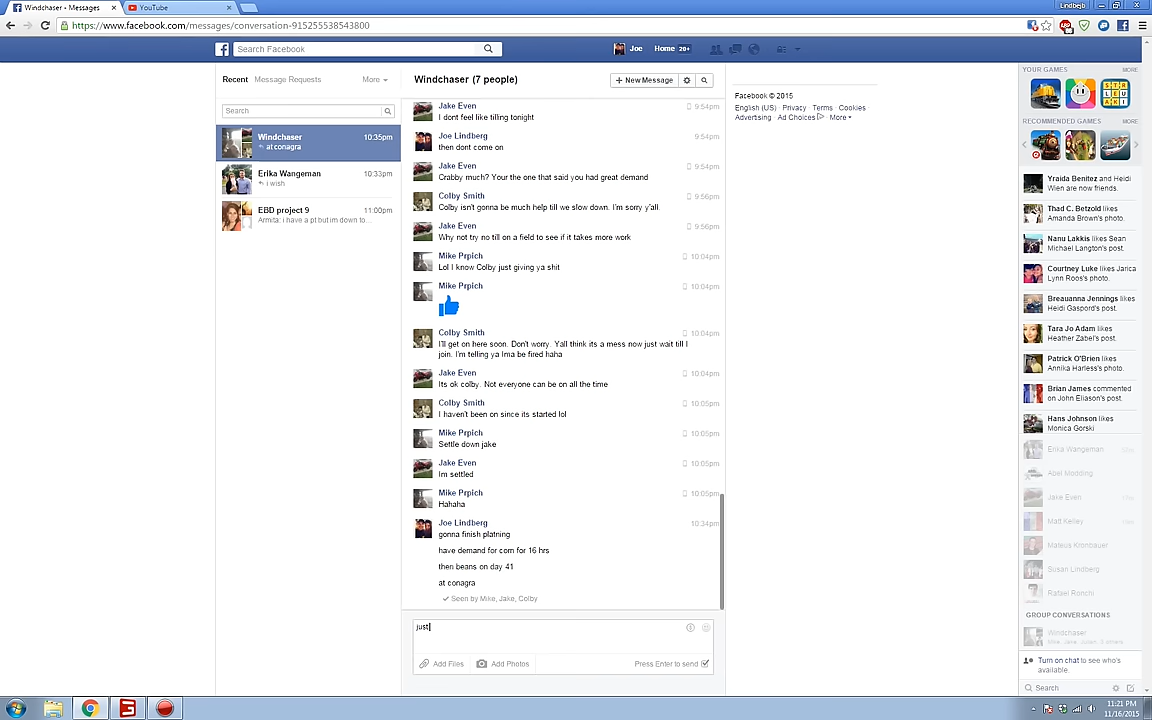 Windchaser • Messages
YouTube
Lindbejb
https://www.facebook.com/messages/conversation-915255538543800
Search Facebook
Joe
Home 20+
Recent
Message Requests
More
Search
Windchaser
10:35pm
at conagra
Erika Wangeman
10:33pm
i wish
EBD project 9
11:00pm
Armita: i have a pt but im down to...
Windchaser (7 people)
+ New Message
Jake Even
9:54pm
I dont feel like tilling tonight
Joe Lindberg
9:54pm
then dont come on
Jake Even
9:54pm
Crabby much? Your the one that said you had great demand
Colby Smith
9:56pm
Colby isn't gonna be much help till we slow down. I'm sorry y'all.
Jake Even
9:56pm
Why not try no till on a field to see if it takes more work
Mike Prpich
10:04pm
Lol I know Colby just giving ya shit
Mike Prpich
10:04pm
Colby Smith
10:04pm
I'll get on here soon. Don't worry. Yall think its a mess now just wait till I
join. I'm telling ya Ima be fired haha
Jake Even
10:04pm
Its ok colby. Not everyone can be on all the time
Colby Smith
10:05pm
I haven't been on since its started lol
Mike Prpich
10:05pm
Settle down jake
Jake Even
10:05pm
Im settled
Mike Prpich
10:05pm
Hahaha
Joe Lindberg
10:34pm
gonna finish platning
have demand for corn for 16 hrs
then beans on day 41
at conagra
Seen by Mike, Jake, Colby
just
Add Files
Add Photos
Press Enter to send
Facebook © 2015
English (US) · Privacy · Terms · Cookies ·
Advertising · Ad Choices · More
YOUR GAMES
MORE
RECOMMENDED GAMES
MORE
Yraida Benitez and Heidi
Wien are now friends.
Thad C. Betzold likes
Amanda Brown's photo.
Nanu Lakkis likes Sean
Michael Langton's post.
Courtney Luke likes Jarica
Lynn Roos's photo.
Breauanna Jennings likes
Heidi Gaspord's post.
Tara Jo Adam likes
Heather Zabel's post.
Patrick O'Brien likes
Annika Harless's photo.
Brian James commented
on John Eliason's post.
Hans Johnson likes
Monica Gorski
Erika Wangeman
Abel Modding
Jake Even
Matt Kelley
Mateus Kronbauer
Susan Lindberg
Rafael Ronchi
GROUP CONVERSATIONS
Windchaser
Turn on chat to see who's
available.
Search
11:21 PM
11/16/2015